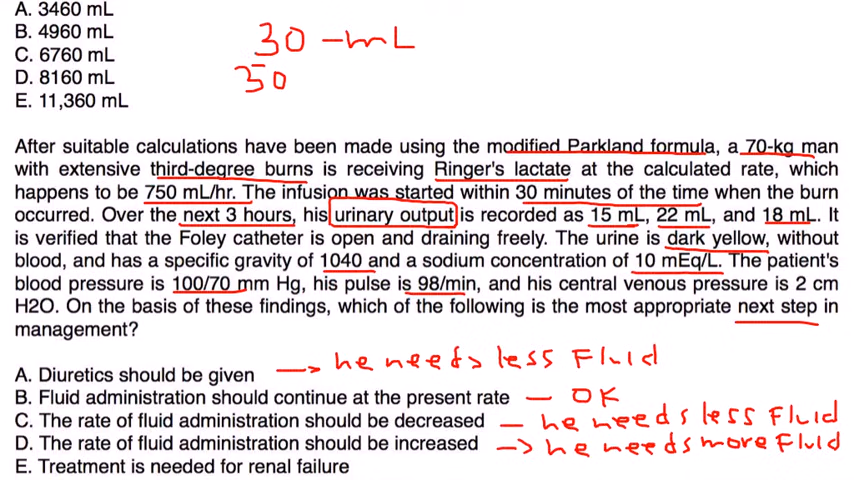 A. 3460 mL
B. 4960 mL
C. 6760 mL
D. 8160 mL
E. 11,360 mL
30 -mL
50
After suitable calculations have been made using the modified Parkland formula, a 70-kg man
with extensive third-degree burns is receiving Ringer's lactate at the calculated rate, which
happens to be 750 mL/hr. The infusion was started within 30 minutes of the time when the burn
occurred. Over the next 3 hours, his urinary output is recorded as 15 mL, 22 mL, and 18 mL. It
is verified that the Foley catheter is open and draining freely. The urine is dark yellow, without
blood, and has a specific gravity of 1040 and a sodium concentration of 10 mEq/L. The patient's
blood pressure is 100/70 mm Hg, his pulse is 98/min, and his central venous pressure is 2 cm
H2O. On the basis of these findings, which of the following is the most appropriate next step in
management?
A. Diuretics should be given → he needs less Fluid
B. Fluid administration should continue at the present rate – OK
C. The rate of fluid administration should be decreased – he needs less Fluid
D. The rate of fluid administration should be increased → he needs more Fluid
E. Treatment is needed for renal failure